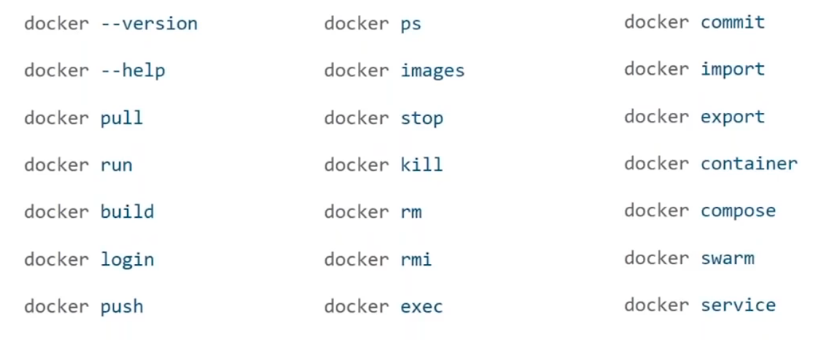 docker --version
docker --help
docker pull
docker run
docker build
docker login
docker push
docker ps
docker images
docker stop
docker kill
docker rm
docker rmi
docker exec
docker commit
docker import
docker export
docker container
docker compose
docker swarm
docker service